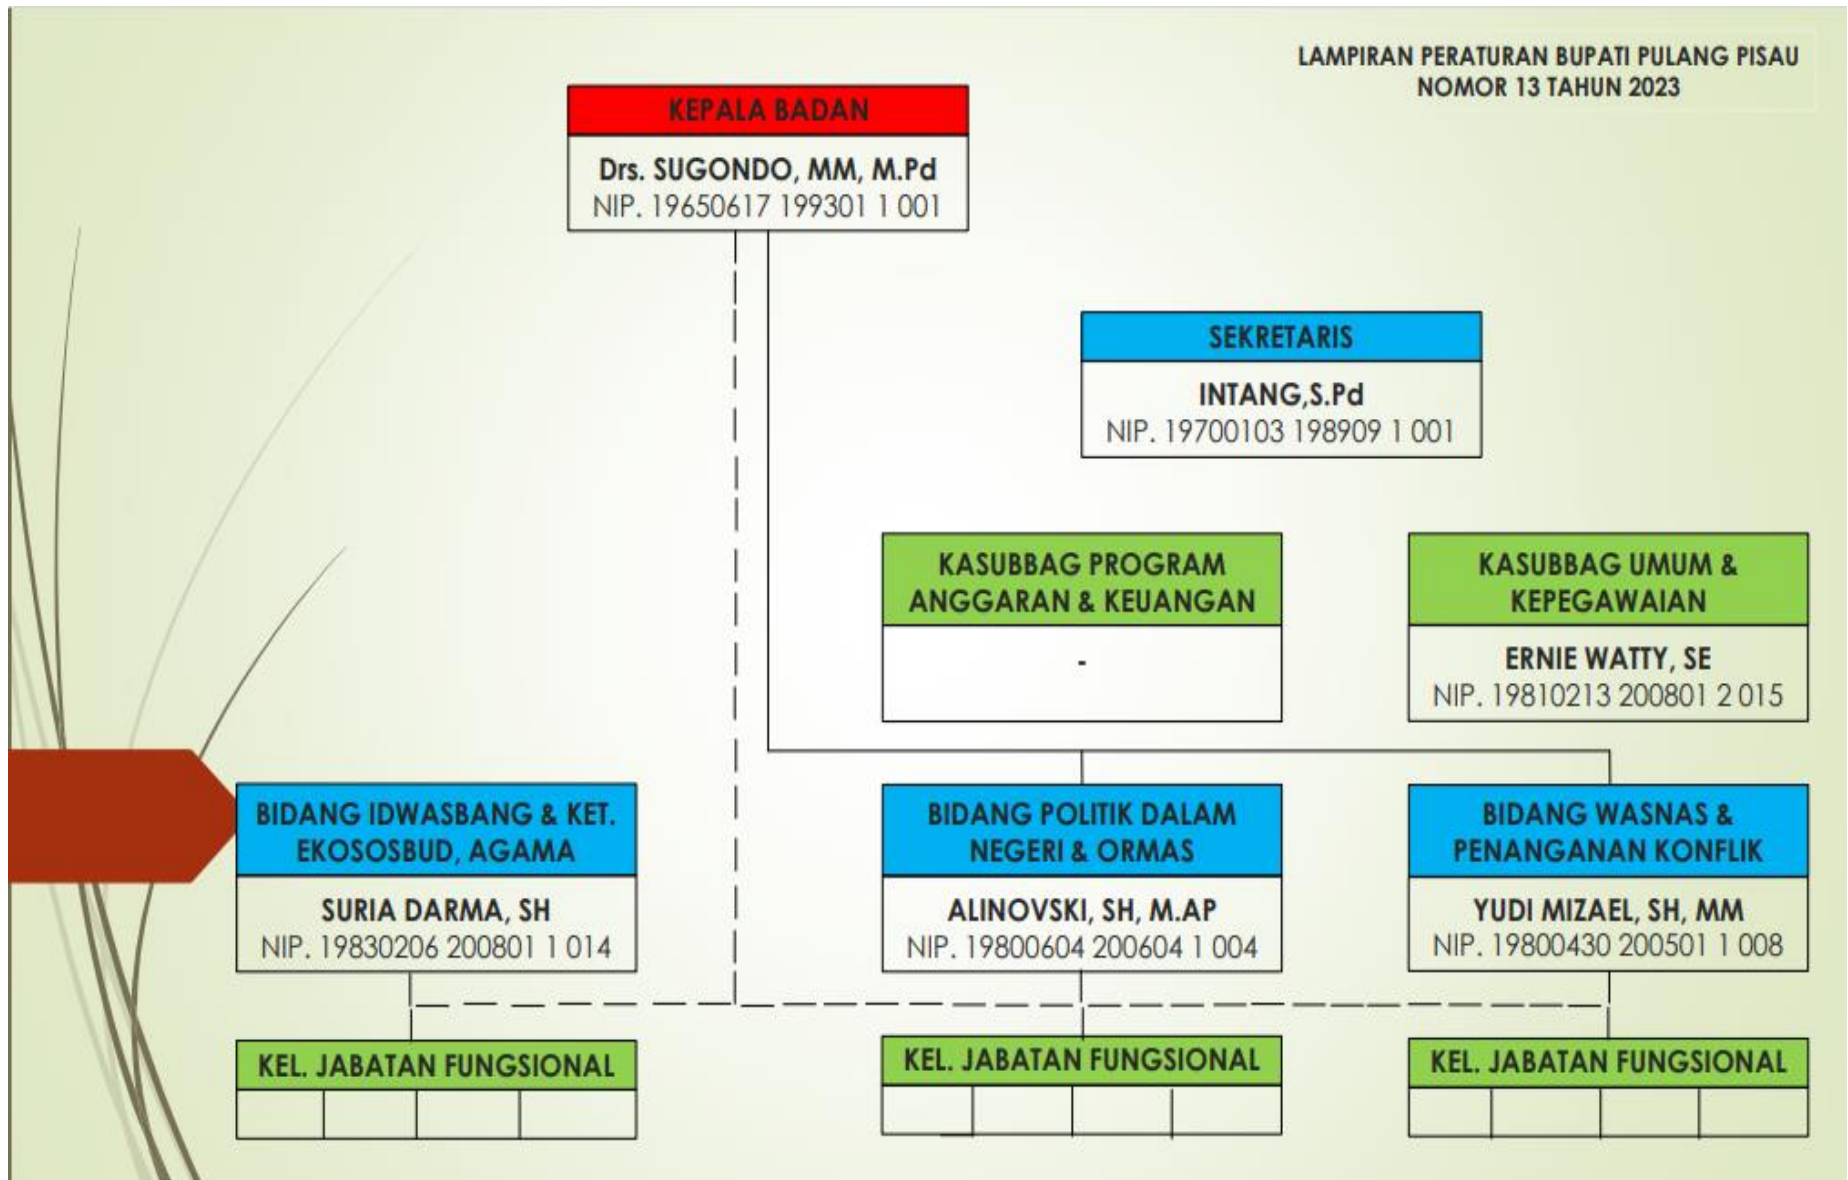 LAMPIRAN PERATURAN BUPATI PULANG PISAU
NOMOR 13 TAHUN 2023
KEPALA BADAN
Drs. SUGONDO, MM, M.Pd
NIP. 19650617 199301 1 001
SEKRETARIS
INTANG,S.Pd
NIP. 19700103 198909 1 001
KASUBBAG PROGRAM
ANGGARAN & KEUANGAN
-
KASUBBAG UMUM &
KEPEGAWAIAN
ERNIE WATTY, SE
NIP. 19810213 200801 2 015
BIDANG IDWASBANG & KET.
EKOSOSBUD, AGAMA
SURIA DARMA, SH
NIP. 19830206 200801 1 014
BIDANG POLITIK DALAM
NEGERI & ORMAS
ALINOVSKI, SH, M.AP
NIP. 19800604 200604 1 004
BIDANG WASNAS &
PENANGANAN KONFLIK
YUDI MIZAEL, SH, MM
NIP. 19800430 200501 1 008
KEL. JABATAN FUNGSIONAL
KEL. JABATAN FUNGSIONAL
KEL. JABATAN FUNGSIONAL